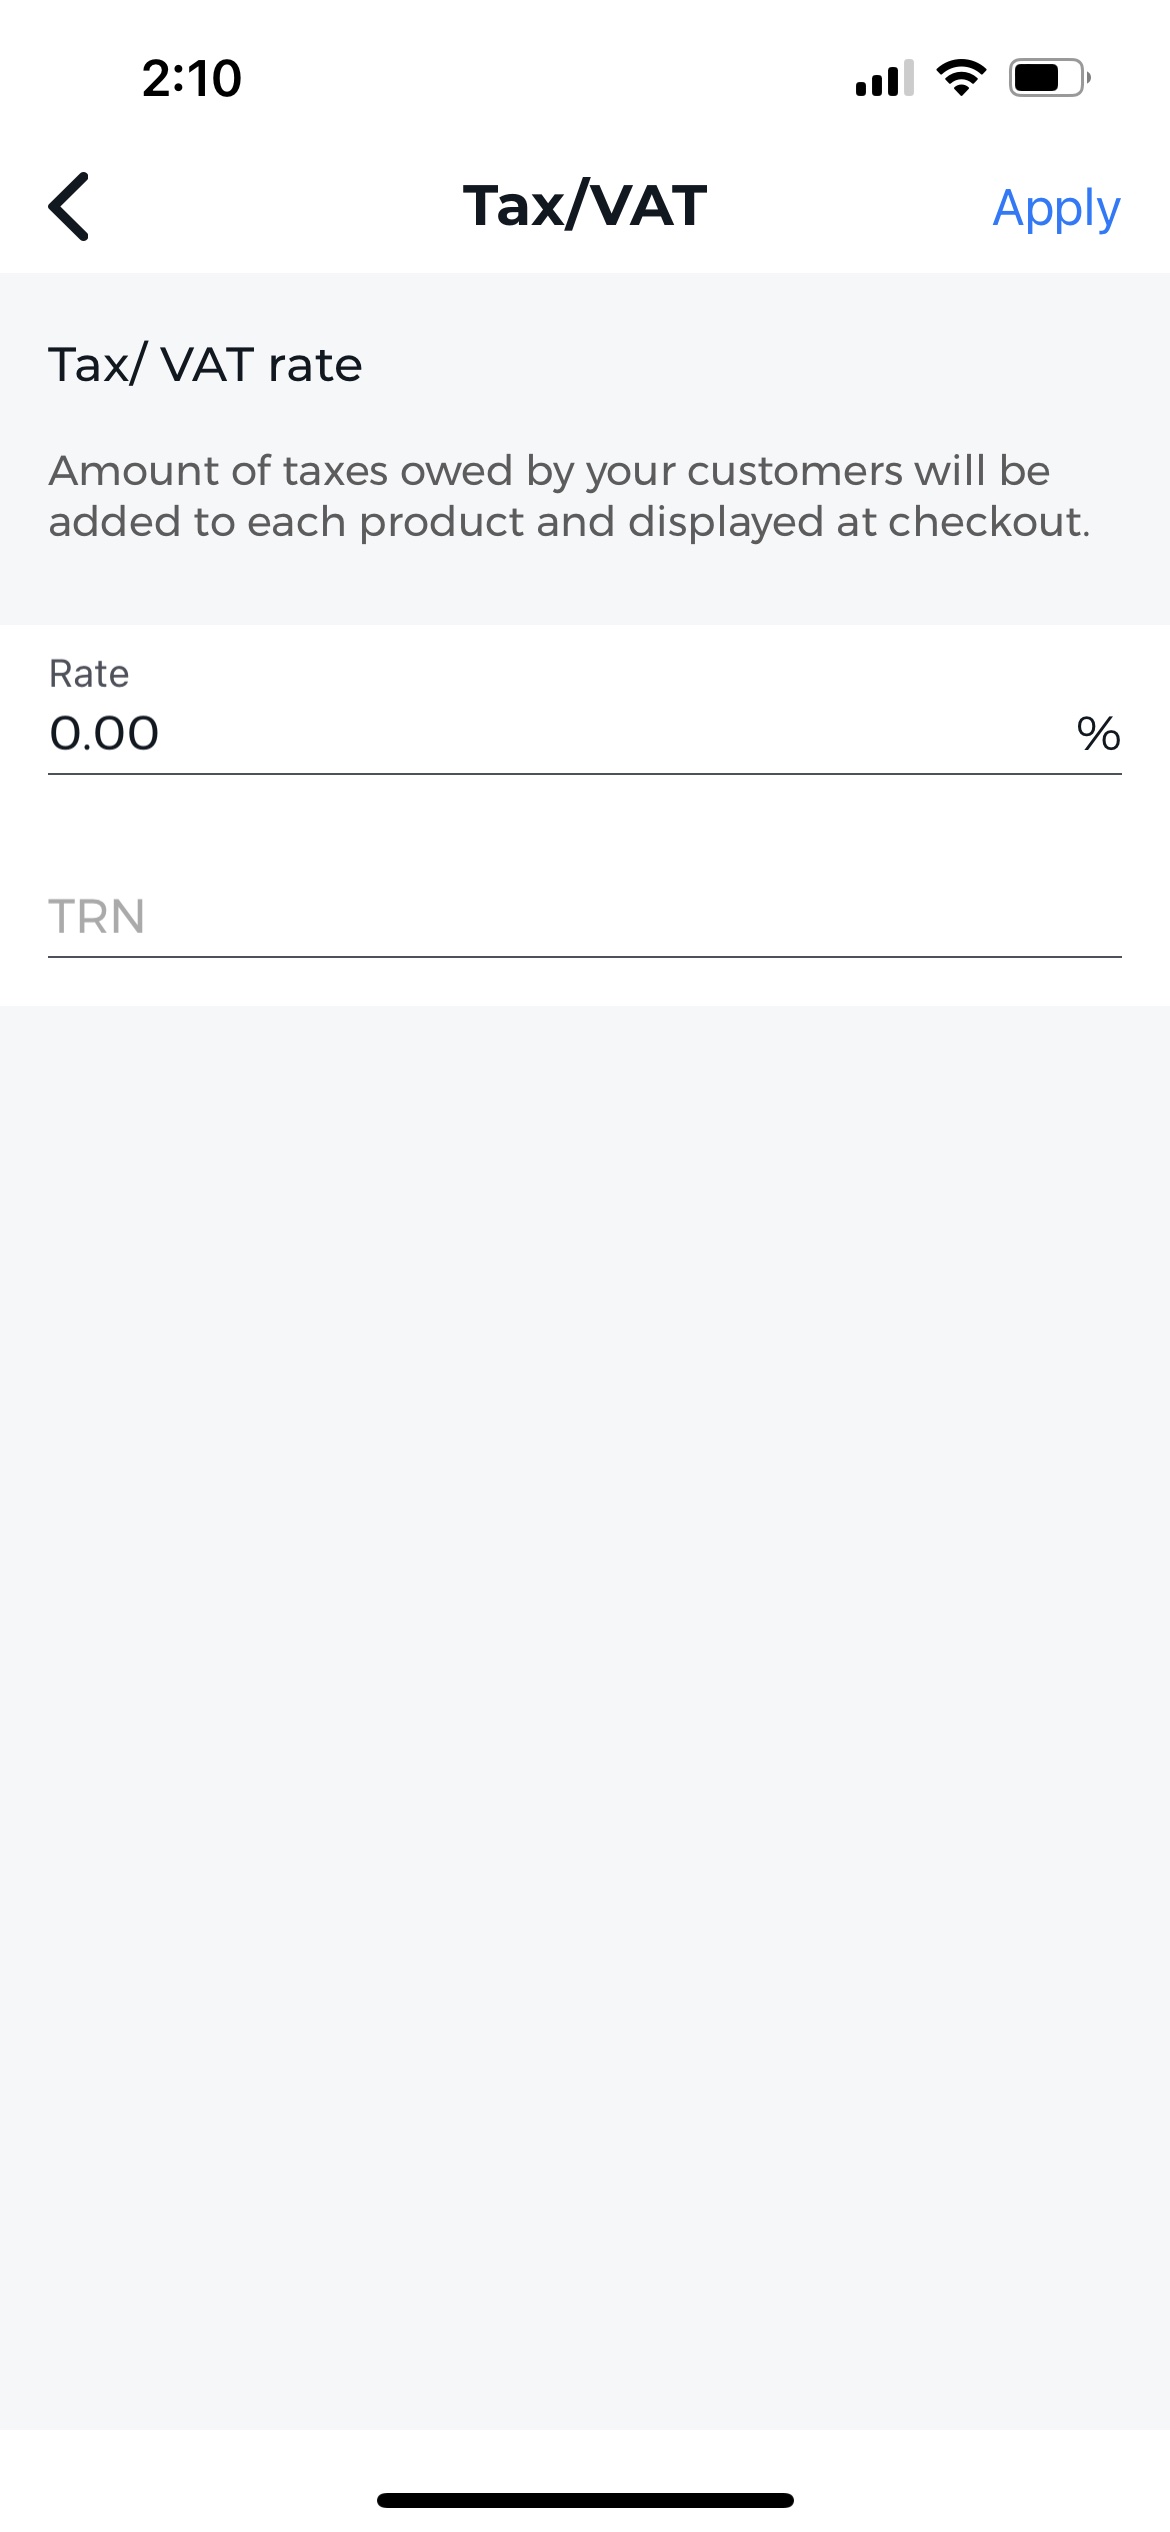 2:10
Tax/VAT
Apply
Tax/ VAT rate
Amount of taxes owed by your customers will be
added to each product and displayed at checkout.
Rate
0.00 %
TRN